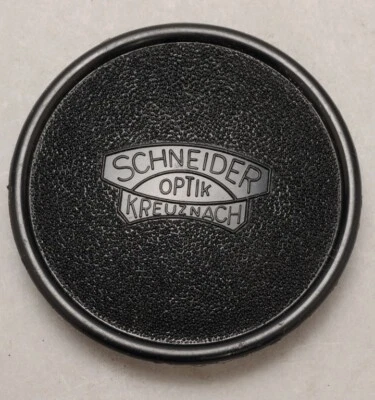 SCHNEIDER
OPTIK
KREUZNACH